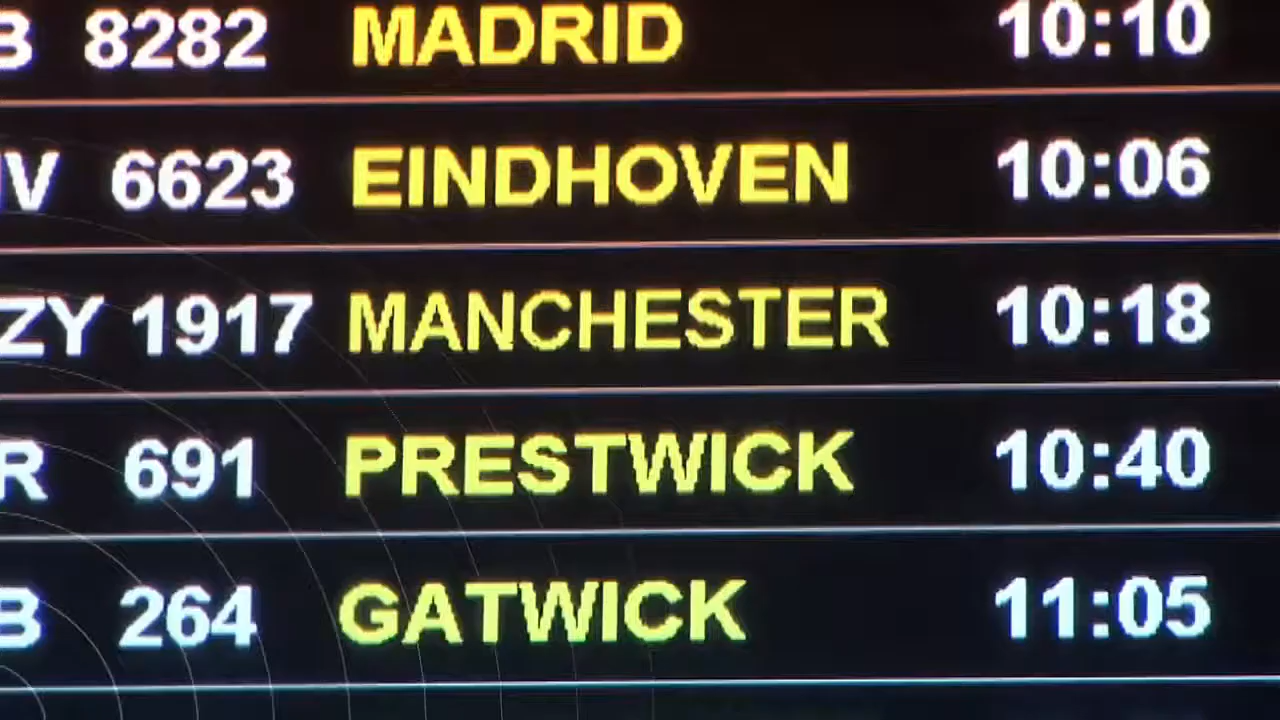 B 8282 MADRID 10:10
V 6623 EINDHOVEN 10:06
ZY 1917 MANCHESTER 10:18
R 691 PRESTWICK 10:40
B 264 GATWICK 11:05